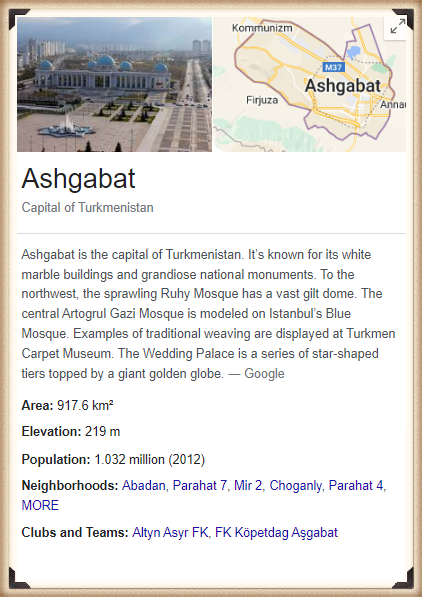 Kommunizm
M37
Ashgabat
Firjuza
Annau
Ashgabat
Capital of Turkmenistan
Ashgabat is the capital of Turkmenistan. It's known for its white
marble buildings and grandiose national monuments. To the
northwest, the sprawling Ruhy Mosque has a vast gilt dome. The
central Artogrul Gazi Mosque is modeled on Istanbul's Blue
Mosque. Examples of traditional weaving are displayed at Turkmen
Carpet Museum. The Wedding Palace is a series of star-shaped
tiers topped by a giant golden globe. — Google
Area: 917.6 km²
Elevation: 219 m
Population: 1.032 million (2012)
Neighborhoods: Abadan, Parahat 7, Mir 2, Choganly, Parahat 4,
MORE
Clubs and Teams: Altyn Asyr FK, FK Köpetdag Aşgabat